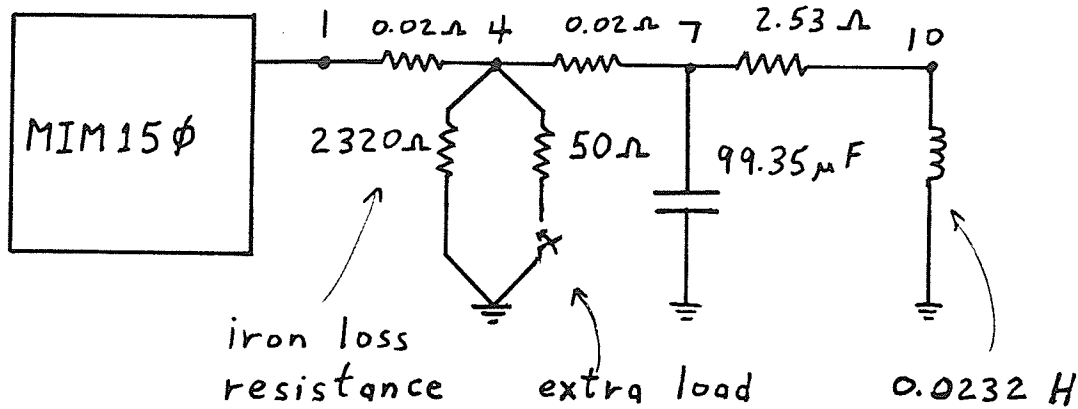 1 0.02Ω 4 0.02Ω 7 2.53 Ω 10
MIM15ϕ
2320Ω 50Ω 99.35μF
iron loss
resistance extra load 0.0232 H